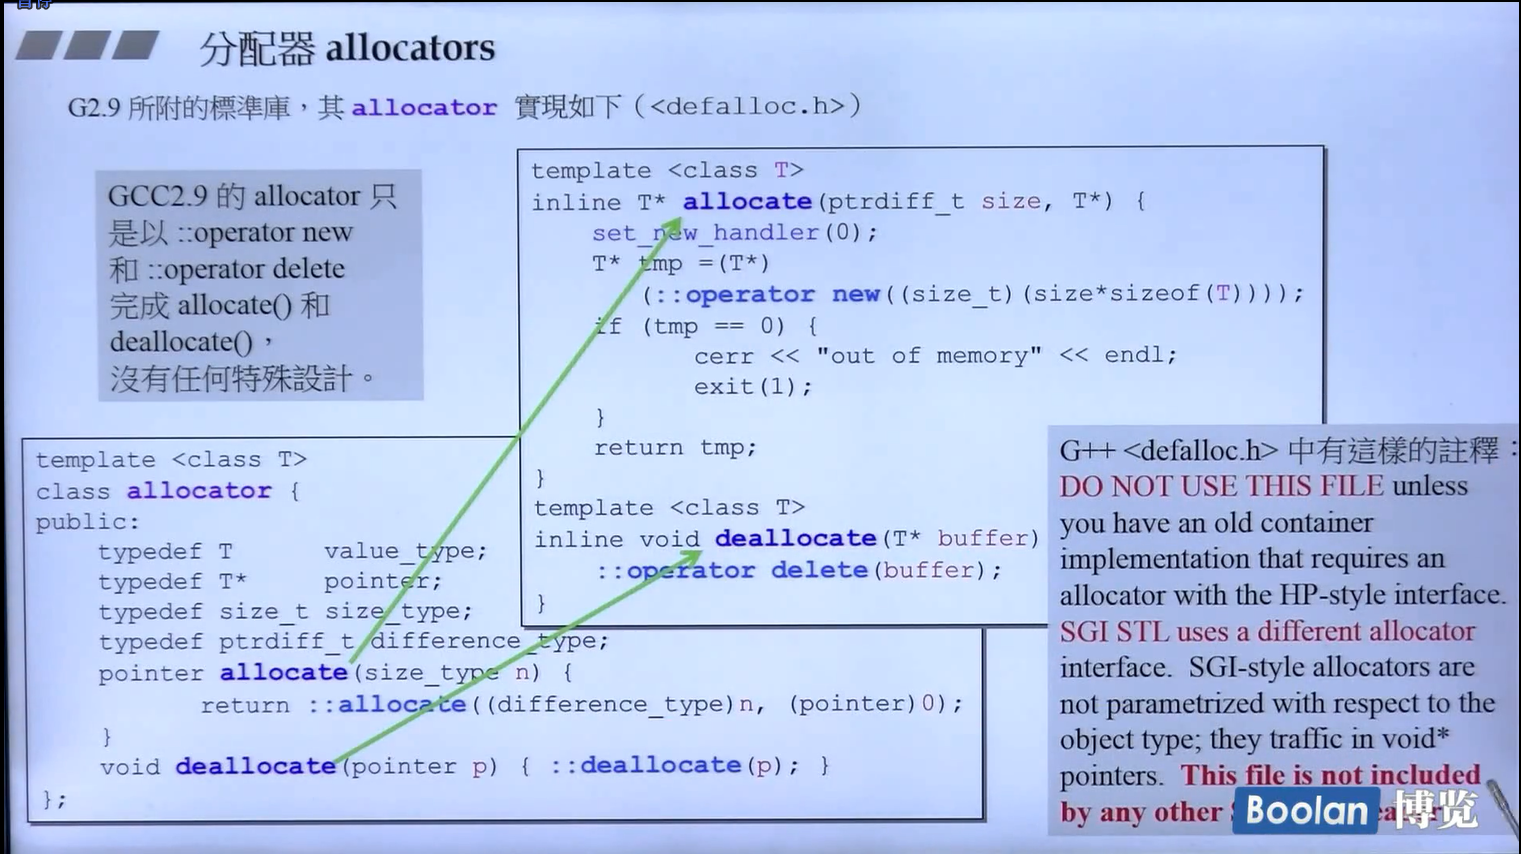 分配器 allocators
G2.9 所附的標準庫，其 allocator 實現如下（<defalloc.h>）
GCC2.9 的 allocator 只
是以 ::operator new
和 ::operator delete
完成 allocate() 和
deallocate()，
沒有任何特殊設計。
template <class T>
inline T* allocate(ptrdiff_t size, T*) {
set_new_handler(0);
T* tmp =(T*)
(::operator new((size_t)(size*sizeof(T))));
if (tmp == 0) {
cerr << "out of memory" << endl;
exit(1);
}
return tmp;
}
template <class T>
inline void deallocate(T* buffer)
::operator delete(buffer);
}
template <class T>
class allocator {
public:
typedef T value_type;
typedef T* pointer;
typedef size_t size_type;
typedef ptrdiff_t difference_type;
pointer allocate(size_type n) {
return ::allocate((difference_type)n, (pointer)0);
}
void deallocate(pointer p) { ::deallocate(p); }
};
G++ <defalloc.h> 中有這樣的註釋：
DO NOT USE THIS FILE unless
you have an old container
implementation that requires an
allocator with the HP-style interface.
SGI STL uses a different allocator
interface. SGI-style allocators are
not parametrized with respect to the
object type; they traffic in void*
pointers. This file is not included
by any other
Boolan 博览